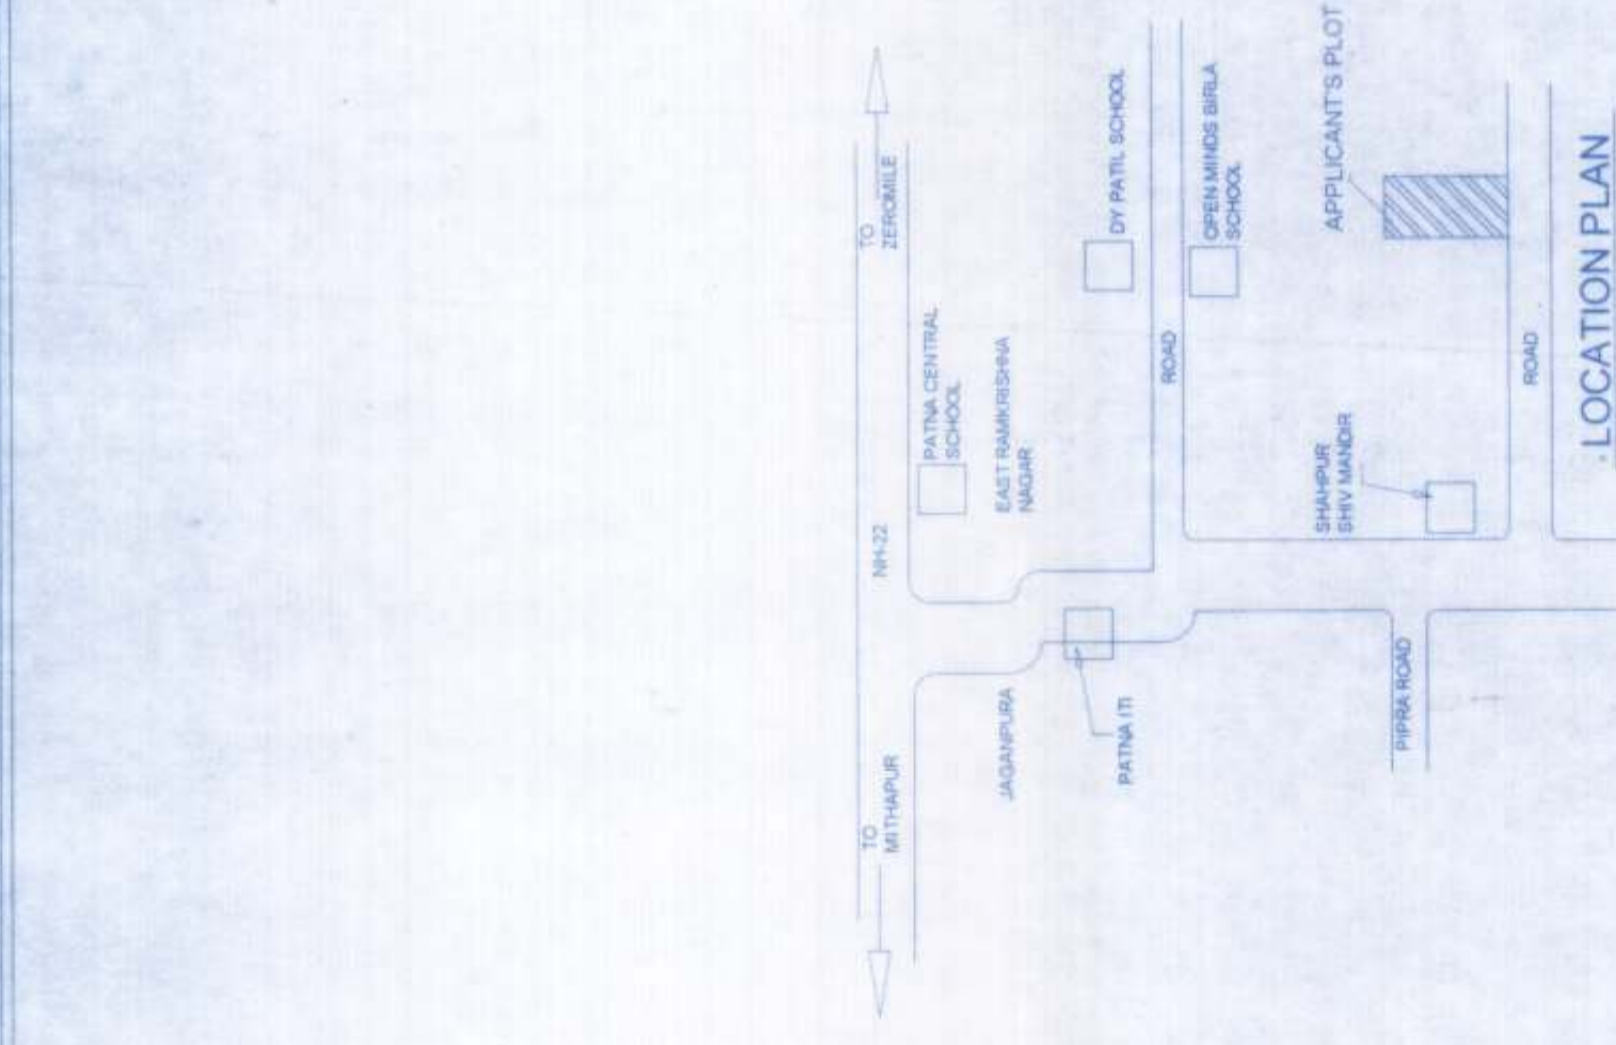 TO
MITHAPUR
NH-22
TO
ZEROMILE
PATNA CENTRAL
SCHOOL
EAST RAMKRISHNA
NAGAR
JAGANPURA
PATNA ITI
DY PATIL SCHOOL
ROAD
OPEN MINDS BIRLA
SCHOOL
SHAHPUR
SHIV MANDIR
APPLICANT'S PLOT
PIPRA ROAD
ROAD
LOCATION PLAN